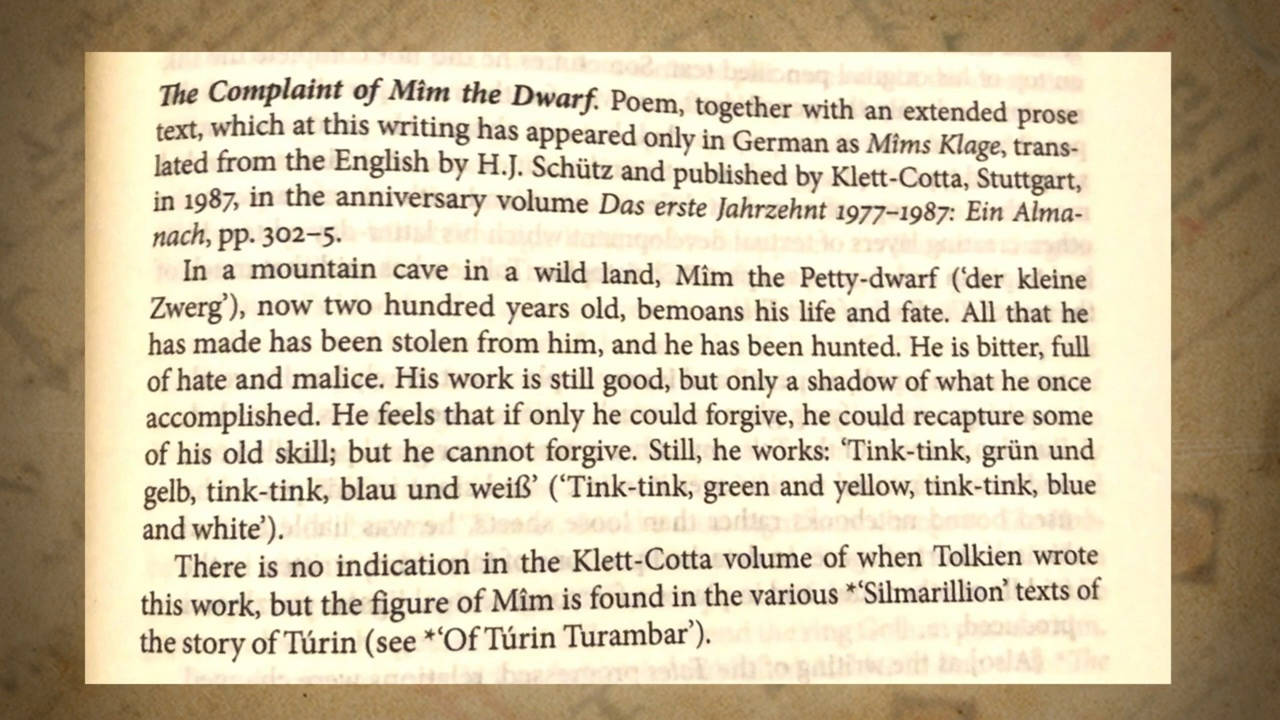 The Complaint of Mîm the Dwarf. Poem, together with an extended prose
text, which at this writing has appeared only in German as Mîms Klage, trans-
lated from the English by H.J. Schütz and published by Klett-Cotta, Stuttgart,
in 1987, in the anniversary volume Das erste Jahrzehnt 1977–1987: Ein Alma-
nach, pp. 302–5.
In a mountain cave in a wild land, Mîm the Petty-dwarf (‘der kleine
Zwerg’), now two hundred years old, bemoans his life and fate. All that he
has made has been stolen from him, and he has been hunted. He is bitter, full
of hate and malice. His work is still good, but only a shadow of what he once
accomplished. He feels that if only he could forgive, he could recapture some
of his old skill; but he cannot forgive. Still, he works: ‘Tink-tink, grün und
gelb, tink-tink, blau und weiß’ (‘Tink-tink, green and yellow, tink-tink, blue
and white’).
There is no indication in the Klett-Cotta volume of when Tolkien wrote
this work, but the figure of Mîm is found in the various *‘Silmarillion’ texts of
the story of Túrin (see *‘Of Túrin Turambar’).